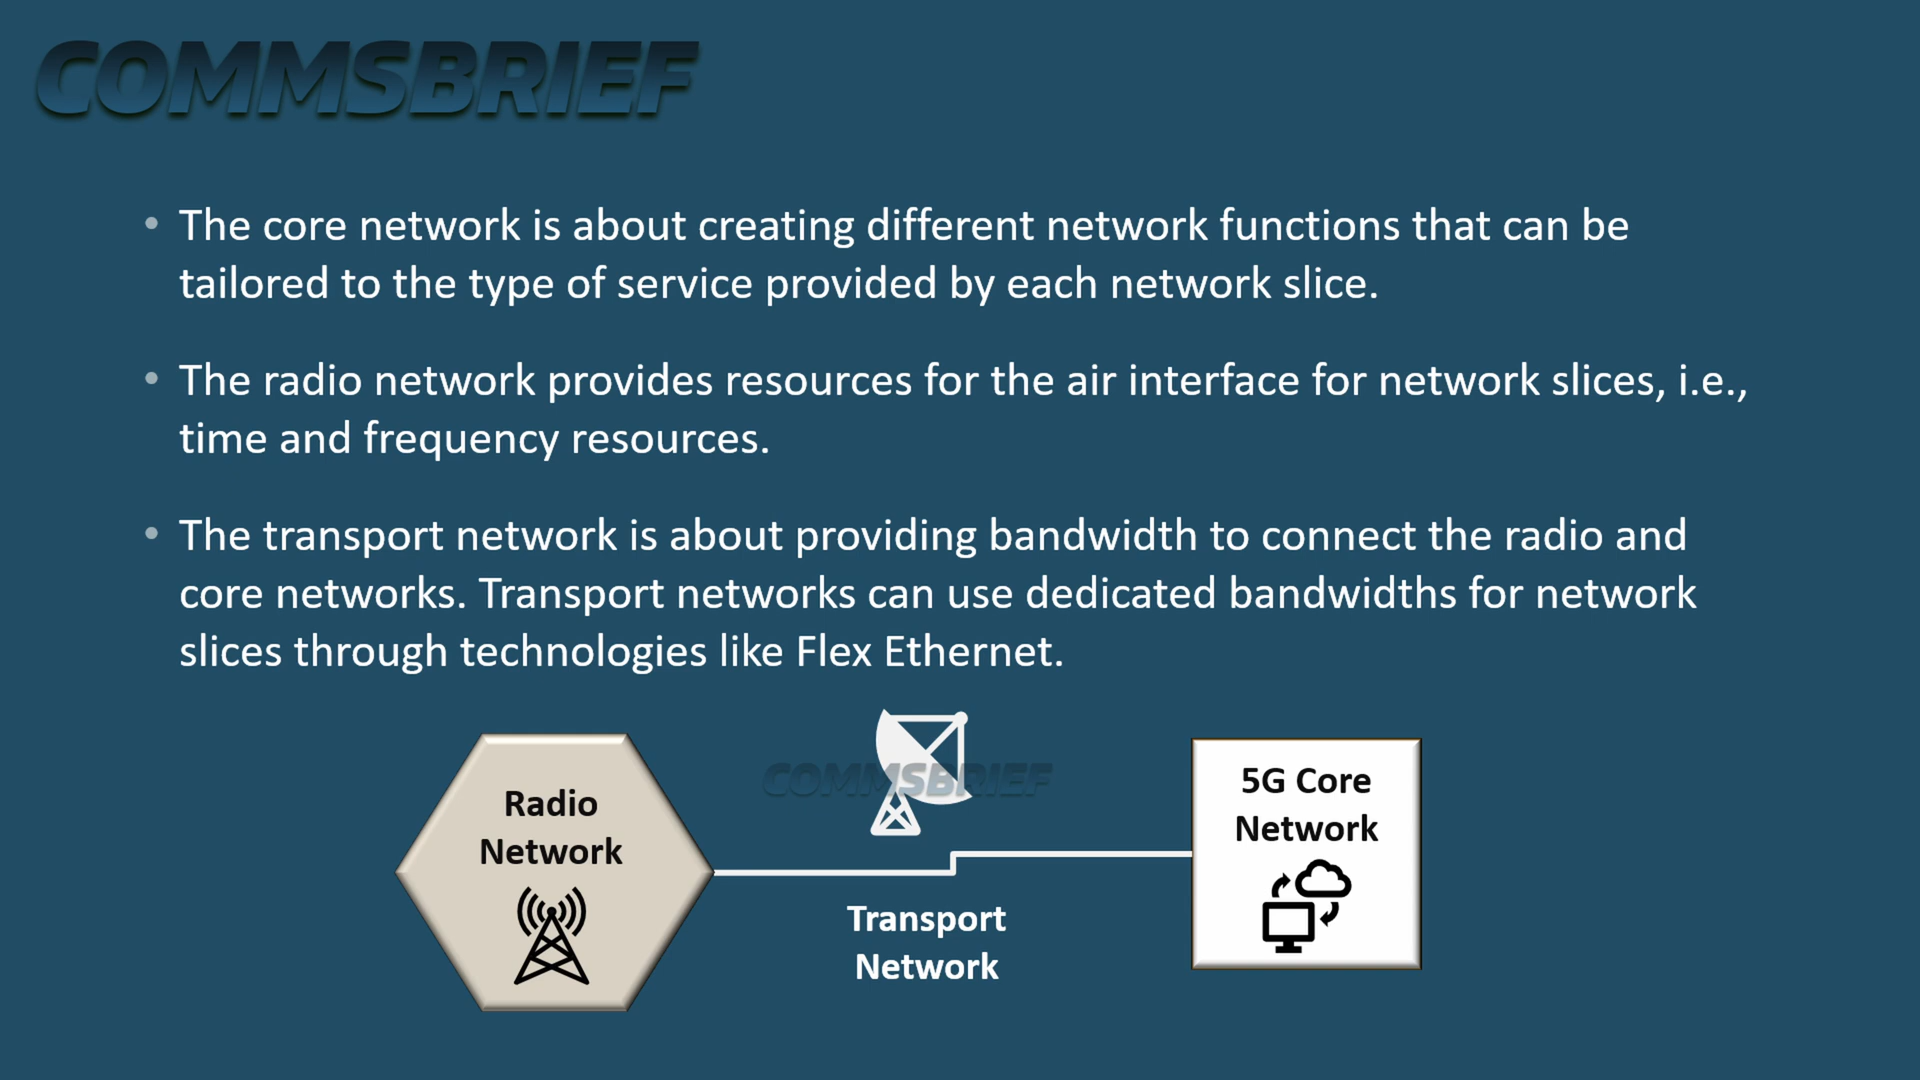 COMMSBRIEF
• The core network is about creating different network functions that can be
tailored to the type of service provided by each network slice.
• The radio network provides resources for the air interface for network slices, i.e.,
time and frequency resources.
• The transport network is about providing bandwidth to connect the radio and
core networks. Transport networks can use dedicated bandwidths for network
slices through technologies like Flex Ethernet.
Radio
Network
COMMSBRIEF
Transport
Network
5G Core
Network